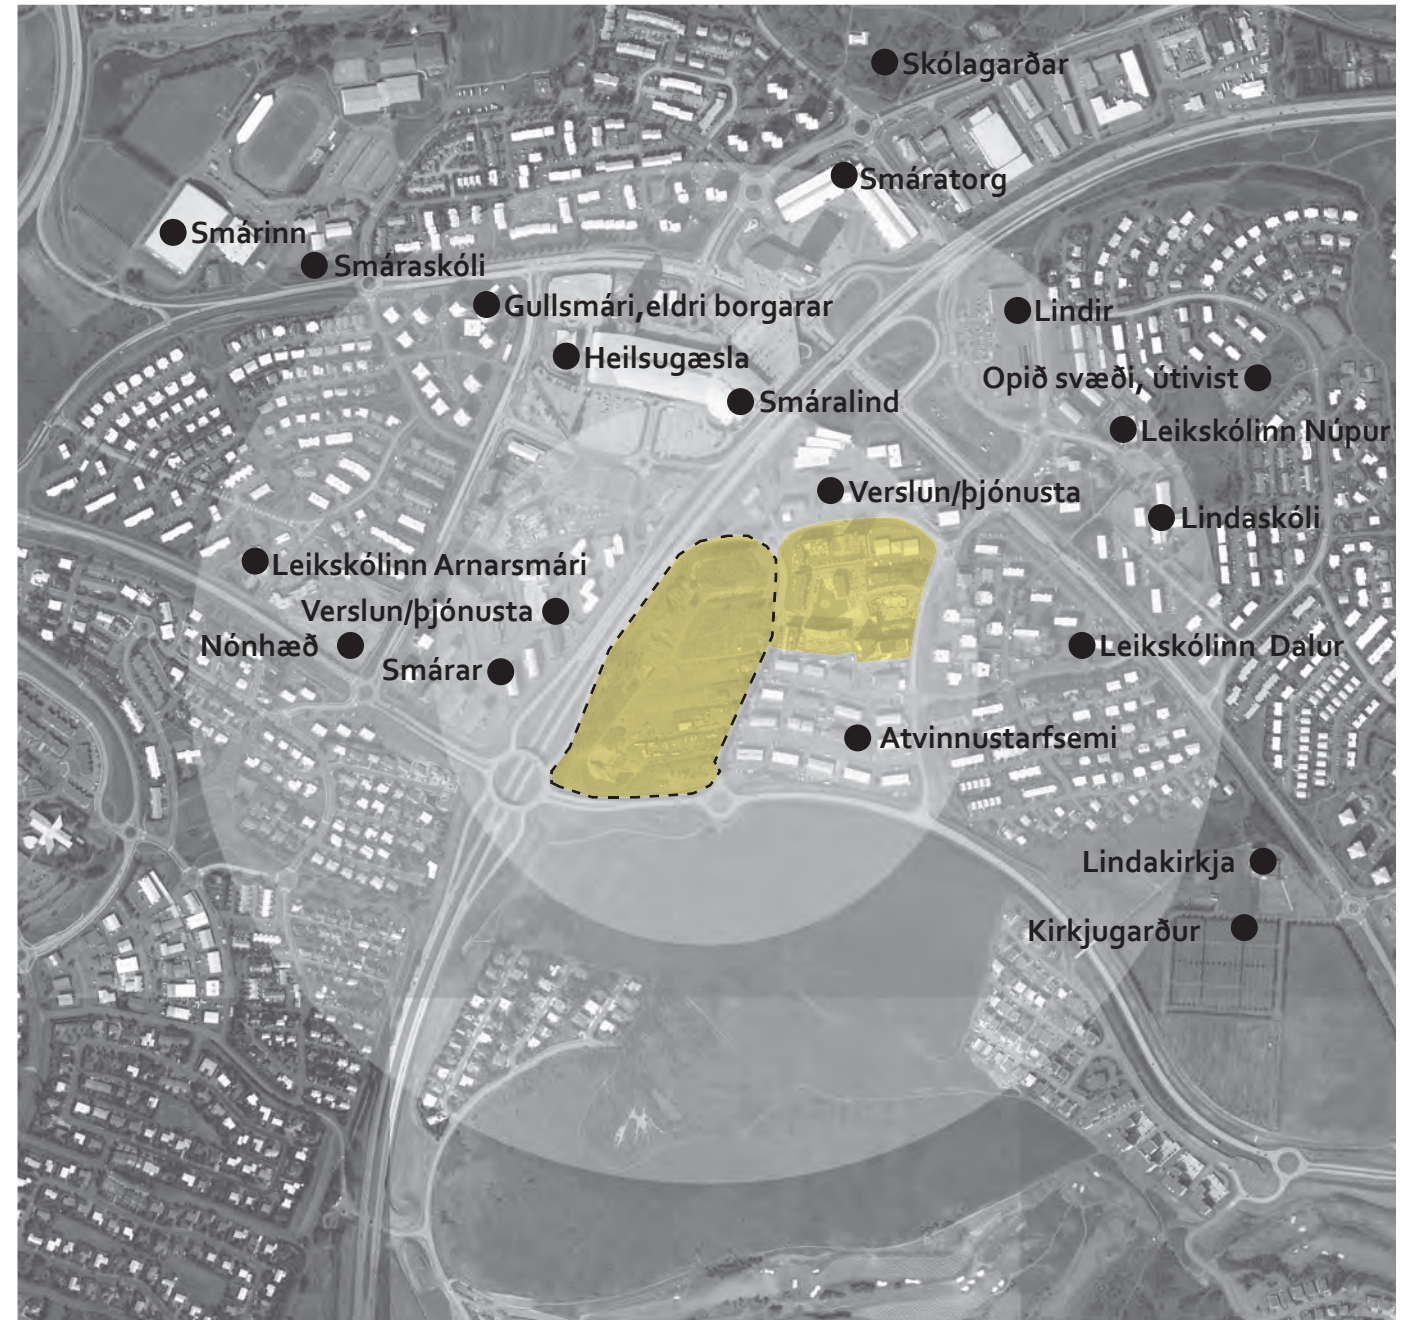 Skólagarðar
Smáratorg
Smárinn
Smáraskóli
Gullsmári,eldri borgarar
Lindir
Heilsugæsla
Opið svæði, útivist
Smáralind
Leikskólinn Núpur
Verslun/þjónusta
Lindaskóli
Leikskólinn Arnarsmári
Verslun/þjónusta
Nónhæð
Leikskólinn Dalur
Smárar
Atvinnustarfsemi
Lindakirkja
Kirkjugarður